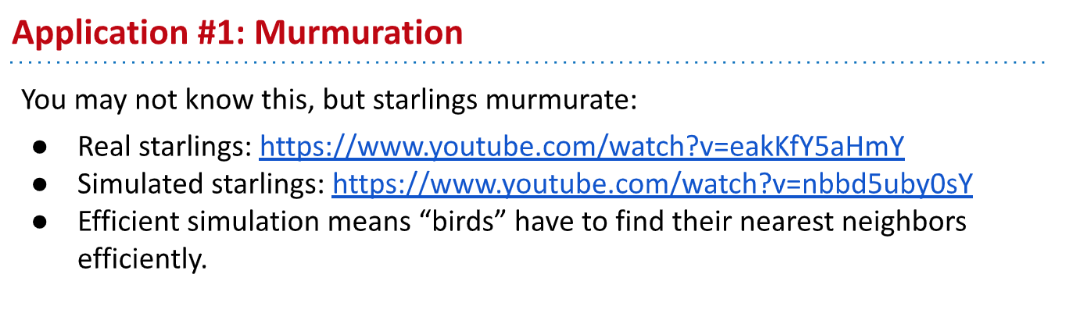 Application #1: Murmuration
You may not know this, but starlings murmurate:
● Real starlings: https://www.youtube.com/watch?v=eakKfY5aHmY
● Simulated starlings: https://www.youtube.com/watch?v=nbbd5uby0sY
● Efficient simulation means “birds” have to find their nearest neighbors
efficiently.